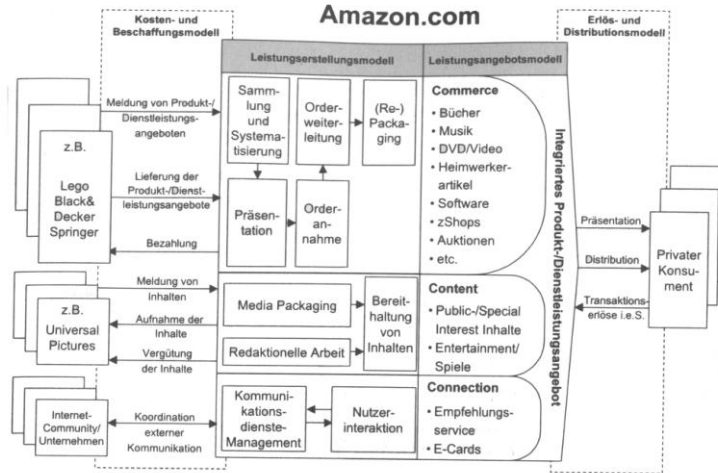 Amazon.com
Kosten- und
Beschaffungsmodell
Erlös- und
Distributionsmodell
Leistungserstellungsmodell
Leistungsangebotsmodell
Meldung von Produkt-/
Dienstleistungs-
angeboten
z.B.
Lego
Black&
Decker
Springer
Lieferung der
Produkt-/Dienst-
leistungsangebote
Bezahlung
Samm-
lung
und
Systema-
tisierung
Order-
weiter-
leitung
(Re-)
Packa-
ging
Präsen-
tation
Order-
an-
nahme
Commerce
• Bücher
• Musik
• DVD/Video
• Heimwerker-
artikel
• Software
• zShops
• Auktionen
• etc.
Integriertes Produkt-/Dienstleistungsangebot
Präsentation
Distribution
Transaktions-
erlöse i.e.S.
Privater
Konsu-
ment
Meldung von
Inhalten
z.B.
Universal
Pictures
Aufnahme der
Inhalte
Vergütung
der Inhalte
Media Packaging
Redaktionelle Arbeit
Bereit-
haltung
von
Inhalten
Content
• Public-/Special
Interest Inhalte
• Entertainment/
Spiele
Internet-
Community/
Unternehmen
Koordination
externer
Kommunikation
Kommuni-
kations-
dienste-
Management
Nutzer-
interaktion
Connection
• Empfehlungs-
service
• E-Cards